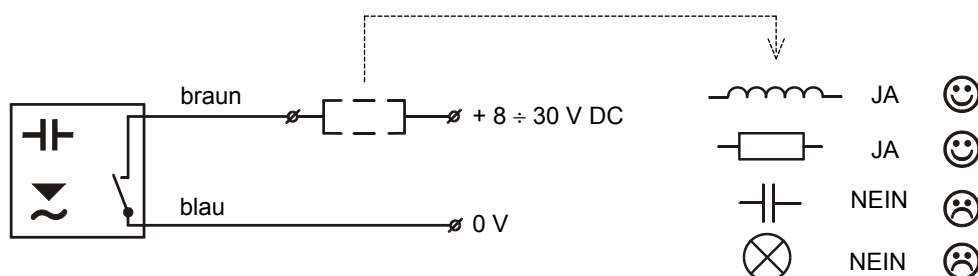 braun
+ 8 ÷ 30 V DC
blau
0 V
JA
JA
NEIN
NEIN